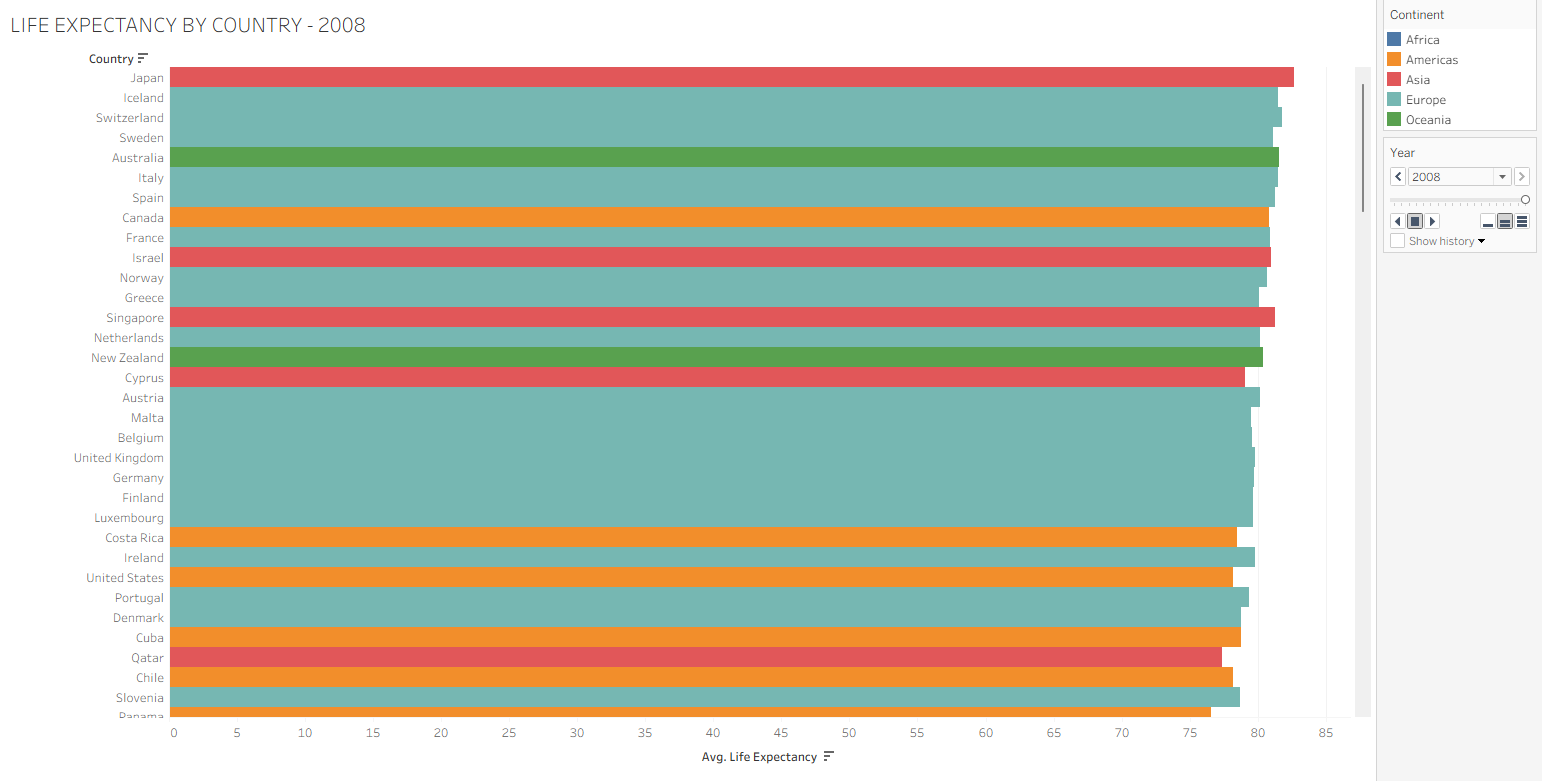 LIFE EXPECTANCY BY COUNTRY - 2008
Country
Japan
Iceland
Switzerland
Sweden
Australia
Italy
Spain
Canada
France
Israel
Norway
Greece
Singapore
Netherlands
New Zealand
Cyprus
Austria
Malta
Belgium
United Kingdom
Germany
Finland
Luxembourg
Costa Rica
Ireland
United States
Portugal
Denmark
Cuba
Qatar
Chile
Slovenia
Panama
0 5 10 15 20 25 30 35 40 45 50 55 60 65 70 75 80 85
Avg. Life Expectancy
Continent
Africa
Americas
Asia
Europe
Oceania
Year
2008
Show history